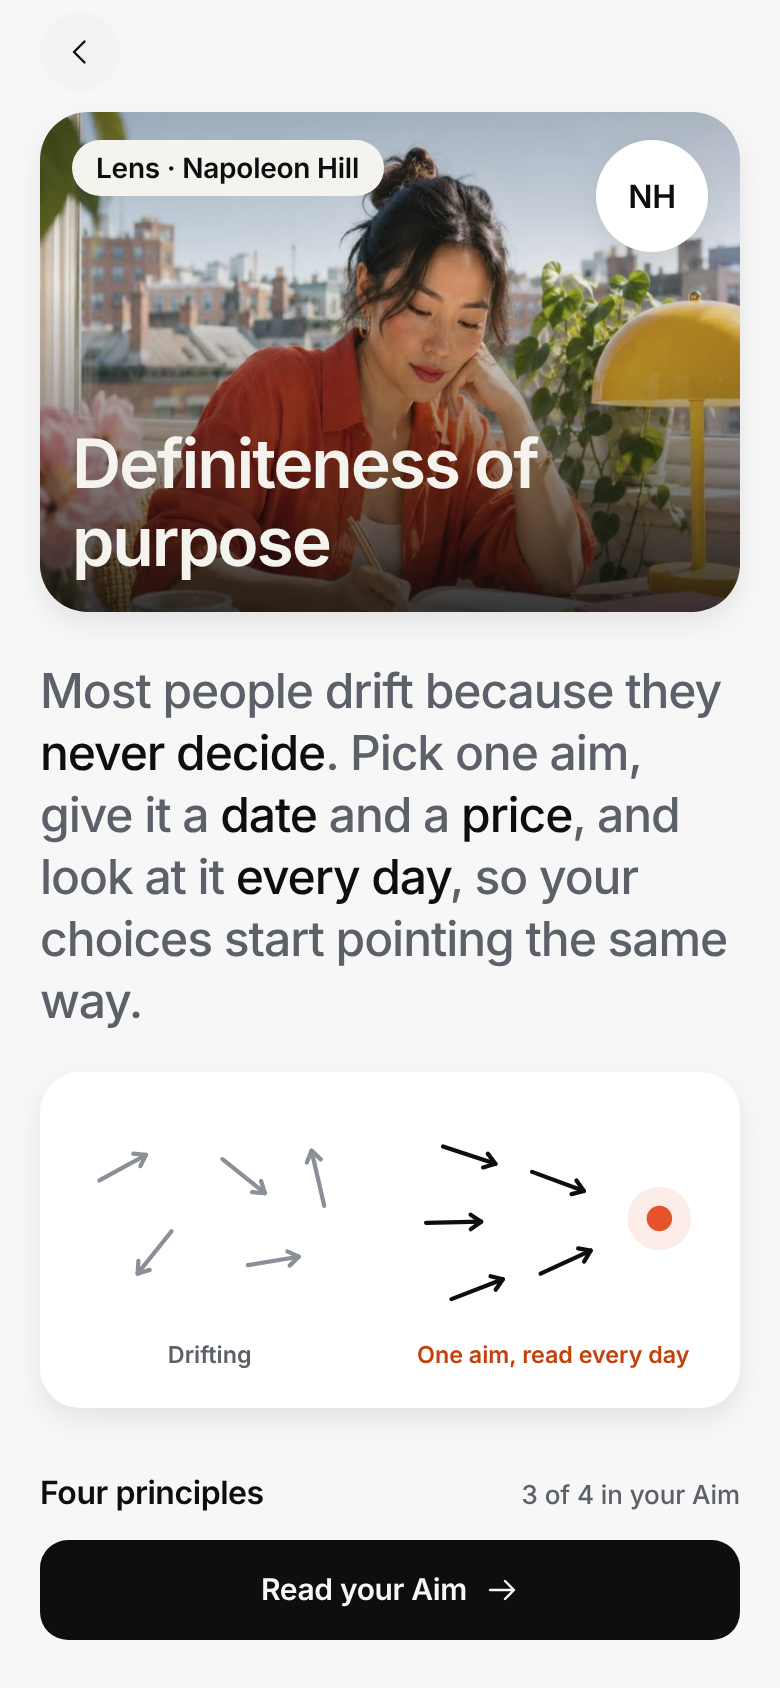 Lens · Napoleon Hill
NH
Definiteness of
purpose
Most people drift because they
never decide. Pick one aim,
give it a date and a price, and
look at it every day, so your
choices start pointing the same
way.
Drifting
One aim, read every day
Four principles
3 of 4 in your Aim
Read your Aim